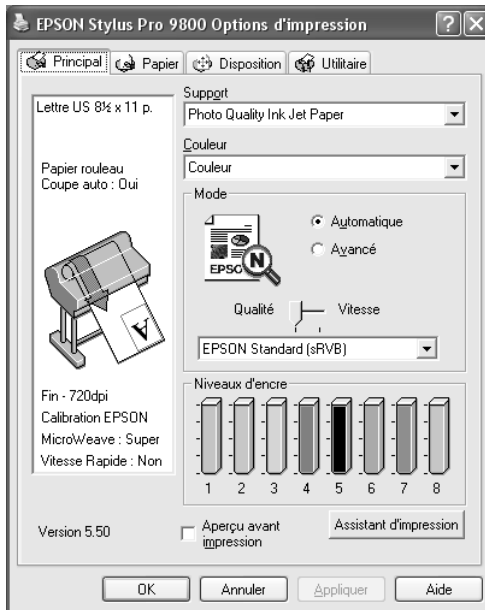 EPSON Stylus Pro 9800 Options d'impression
Principal
Papier
Disposition
Utilitaire
Lettre US 8½ x 11 p.
Papier rouleau
Coupe auto : Oui
A
Fin - 720dpi
Calibration EPSON
MicroWeave : Super
Vitesse Rapide : Non
Version 5.50
Support
Photo Quality Ink Jet Paper
Couleur
Couleur
Mode
EPSO
N
Automatique
Avancé
Qualité
Vitesse
EPSON Standard (sRVB)
Niveaux d'encre
1 2 3 4 5 6 7 8
Aperçu avant
impression
Assistant d'impression
OK
Annuler
Appliquer
Aide